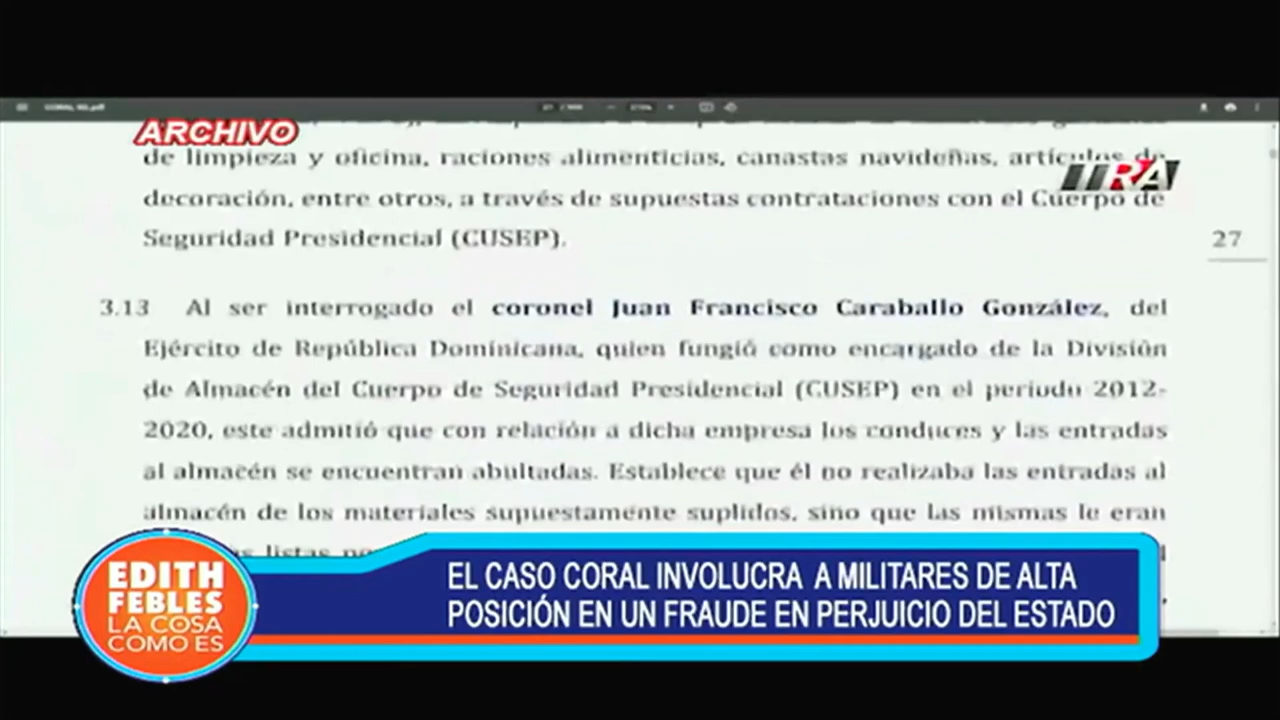 ARCHIVO
de limpieza y oficina, raciones alimenticias, canastas navideñas, artículos de
TRA
decoración, entre otros, a través de supuestas contrataciones con el Cuerpo de
Seguridad Presidencial (CUSEP).
27
3.13 Al ser interrogado el coronel Juan Francisco Caraballo González, del
Ejército de República Dominicana, quien fungió como encargado de la División
de Almacén del Cuerpo de Seguridad Presidencial (CUSEP) en el periodo 2012-
2020, este admitió que con relación a dicha empresa los conduces y las entradas
al almacén se encuentran abultadas. Establece que él no realizaba las entradas al
almacén de los materiales supuestamente suplidos, sino que las mismas le eran
listas
EDITH
FEBLES
LA COSA
COMO ES
EL CASO CORAL INVOLUCRA A MILITARES DE ALTA
POSICIÓN EN UN FRAUDE EN PERJUICIO DEL ESTADO